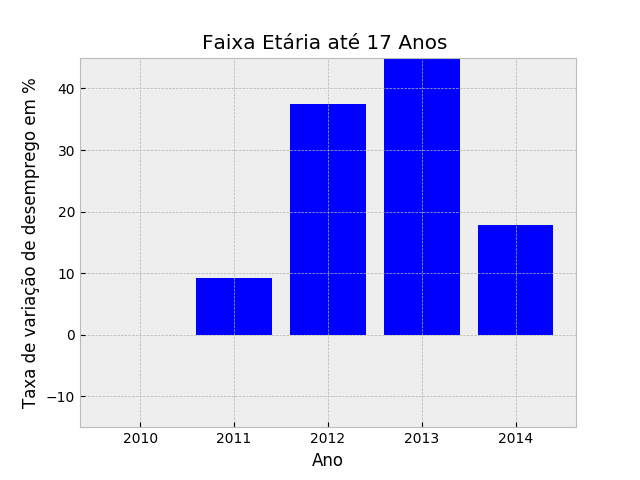 Faixa Etária até 17 Anos
Taxa de variação de desemprego em %
40
30
20
10
0
−10
2010 2011 2012 2013 2014
Ano